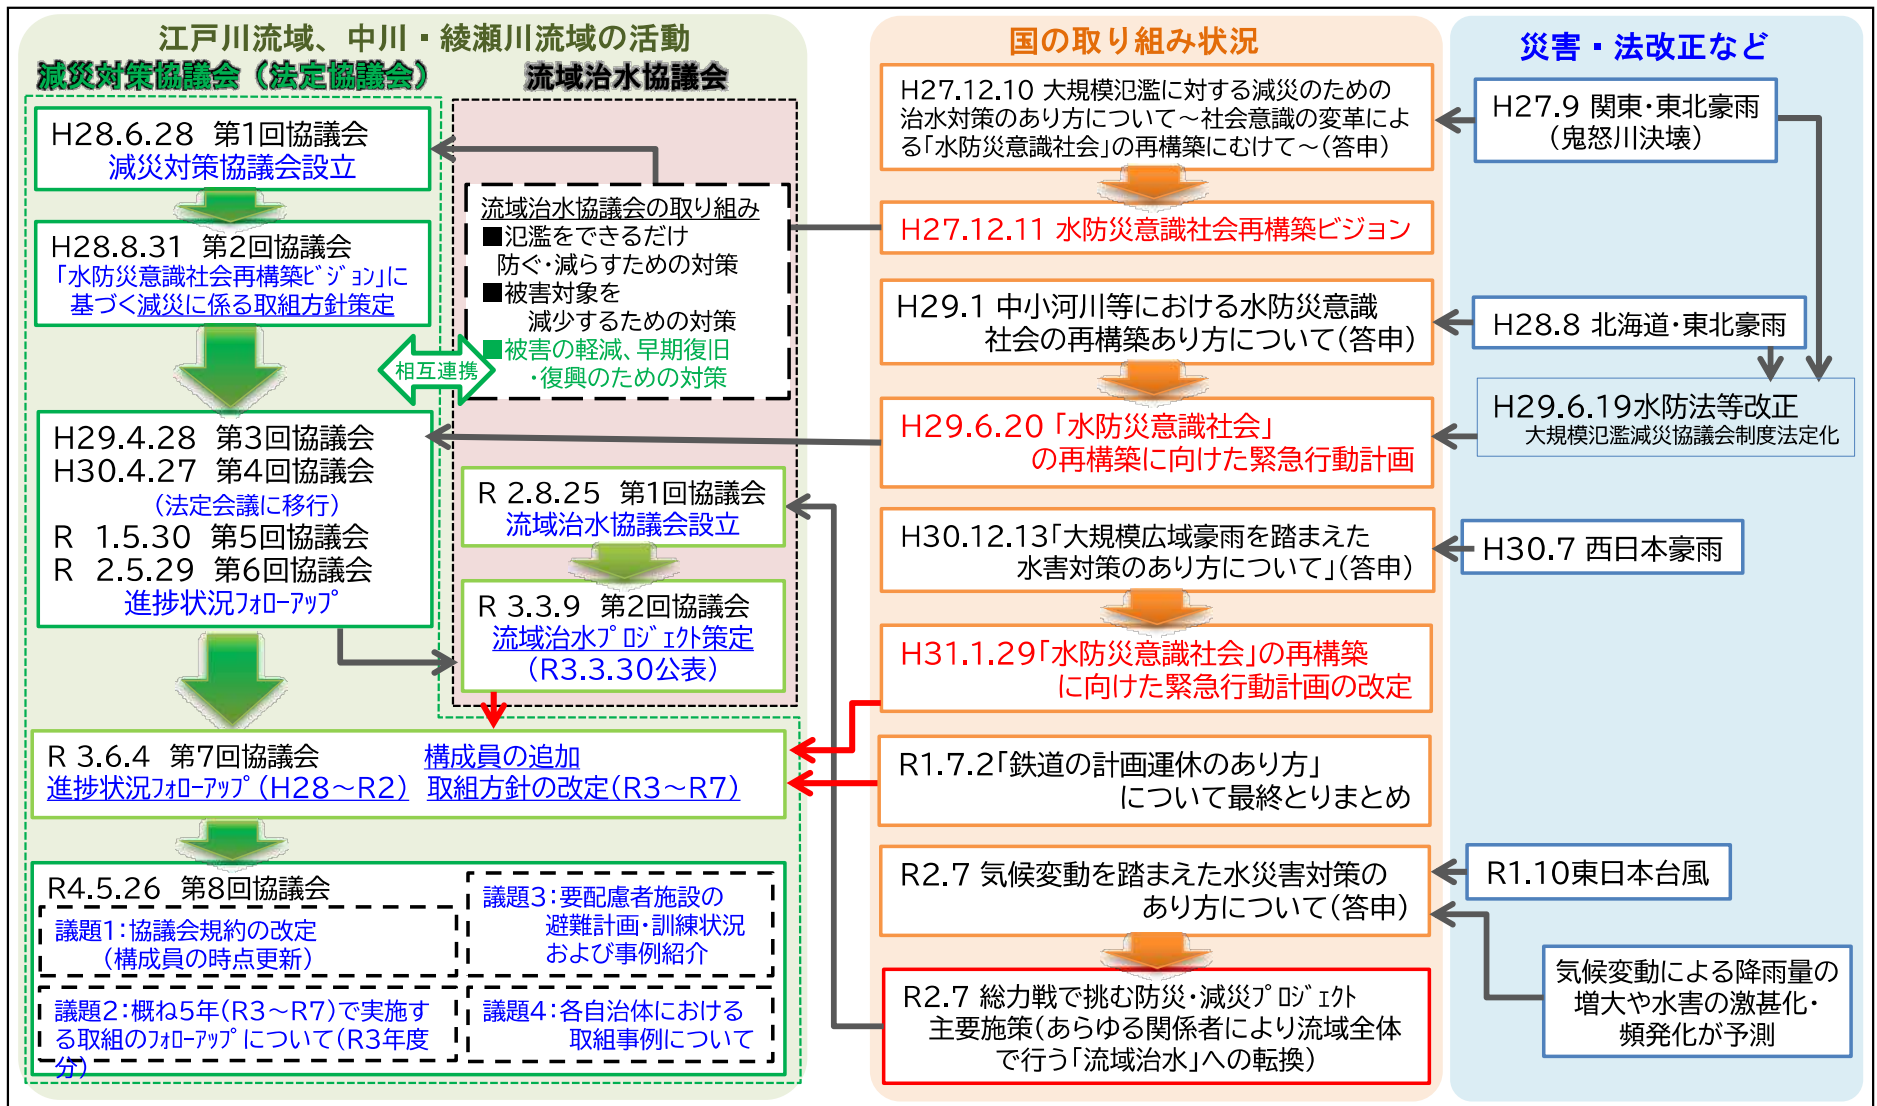 江戸川流域、中川・綾瀬川流域の活動
減災対策協議会（法定協議会）
流域治水協議会
H28.6.28 第1回協議会
減災対策協議会設立
H28.8.31 第2回協議会
「水防災意識社会再構築ﾋﾞｼﾞｮﾝ」に
基づく減災に係る取組方針策定
H29.4.28 第3回協議会
H30.4.27 第4回協議会
(法定会議に移行)
R 1.5.30 第5回協議会
R 2.5.29 第6回協議会
進捗状況ﾌｫﾛｰｱｯﾌﾟ
相互連携
流域治水協議会の取り組み
■氾濫をできるだけ
防ぐ・減らすための対策
■被害対象を
減少するための対策
■被害の軽減、早期復旧
・復興のための対策
R 2.8.25 第1回協議会
流域治水協議会設立
R 3.3.9 第2回協議会
流域治水ﾌﾟﾛｼﾞｪｸﾄ策定
(R3.3.30公表)
R 3.6.4 第7回協議会
進捗状況ﾌｫﾛｰｱｯﾌﾟ(H28～R2)
構成員の追加
取組方針の改定(R3～R7)
R4.5.26 第8回協議会
議題1:協議会規約の改定
(構成員の時点更新)
議題2:概ね5年(R3～R7)で実施す
る取組のﾌｫﾛｰｱｯﾌﾟについて(R3年度
分)
議題3:要配慮者施設の
避難計画・訓練状況
および事例紹介
議題4:各自治体における
取組事例について
国の取り組み状況
H27.12.10 大規模氾濫に対する減災のための
治水対策のあり方について～社会意識の変革によ
る「水防災意識社会」の再構築にむけて～(答申)
H27.12.11 水防災意識社会再構築ビジョン
H29.1 中小河川等における水防災意識
社会の再構築あり方について(答申)
H29.6.20 「水防災意識社会」
の再構築に向けた緊急行動計画
H30.12.13「大規模広域豪雨を踏まえた
水害対策のあり方について」(答申)
H31.1.29「水防災意識社会」の再構築
に向けた緊急行動計画の改定
R1.7.2「鉄道の計画運休のあり方」
について最終とりまとめ
R2.7 気候変動を踏まえた水災害対策の
あり方について(答申)
R2.7 総力戦で挑む防災・減災ﾌﾟﾛｼﾞｪｸﾄ
主要施策(あらゆる関係者により流域全体
で行う「流域治水」への転換)
災害・法改正など
H27.9 関東・東北豪雨
(鬼怒川決壊)
H28.8 北海道・東北豪雨
H29.6.19水防法等改正
大規模氾濫減災協議会制度法定化
H30.7 西日本豪雨
R1.10東日本台風
気候変動による降雨量の
増大や水害の激甚化・
頻発化が予測